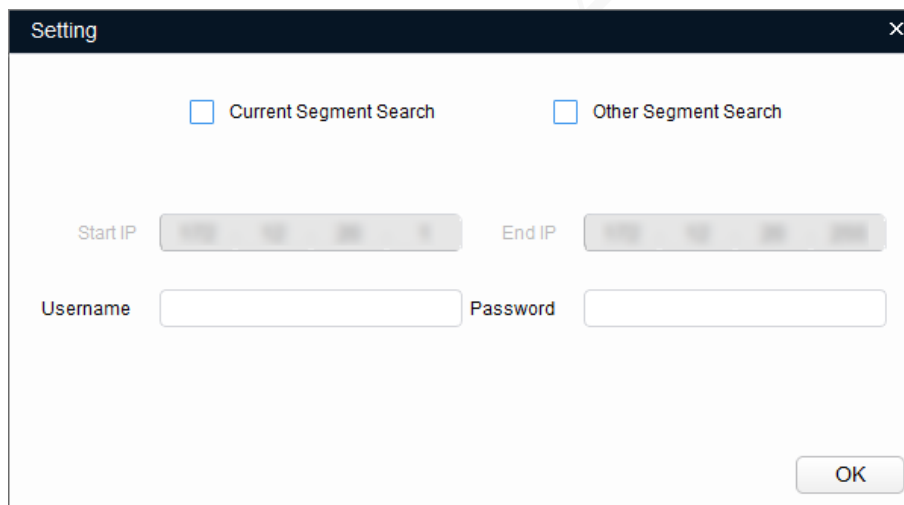 Setting
Current Segment Search Other Segment Search
Start IP End IP
Username Password
OK